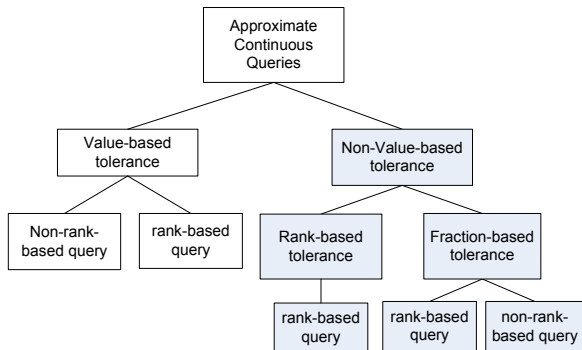 Approximate
Continuous
Queries
Value-based
tolerance
Non-Value-based
tolerance
Non-rank-
based query
rank-based
query
Rank-based
tolerance
Fraction-based
tolerance
rank-based
query
rank-based
query
non-rank-
based query